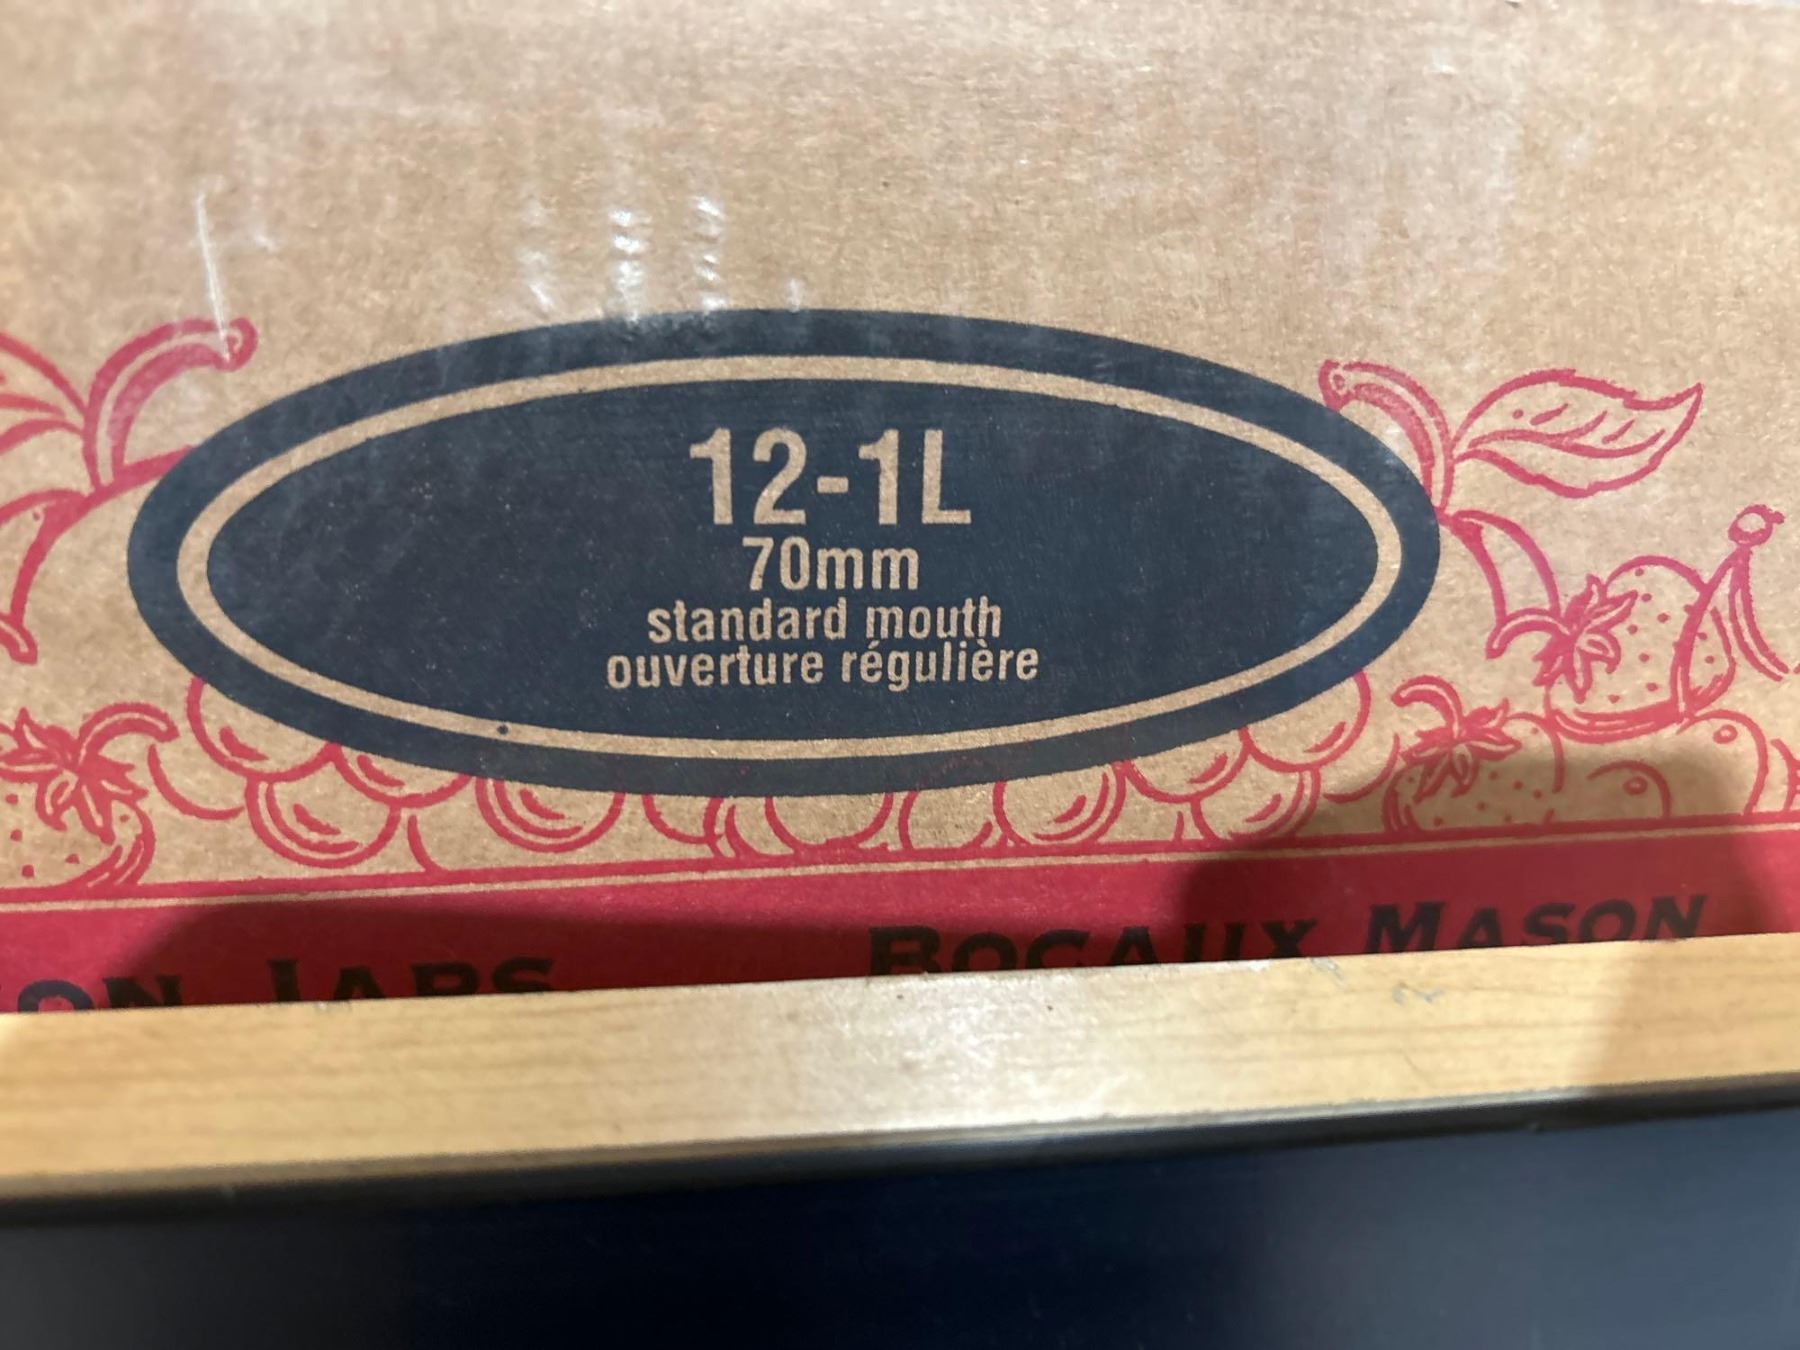 12-1L
70mm
standard mouth
ouverture régulière
JARS BOCAUX MASON